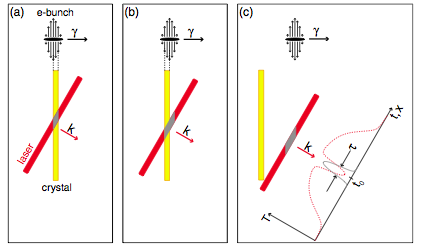 (a)
e-bunch
γ
k
laser
crystal
(b)
γ
k
(c)
γ
k
t, x
τ
t₀
T